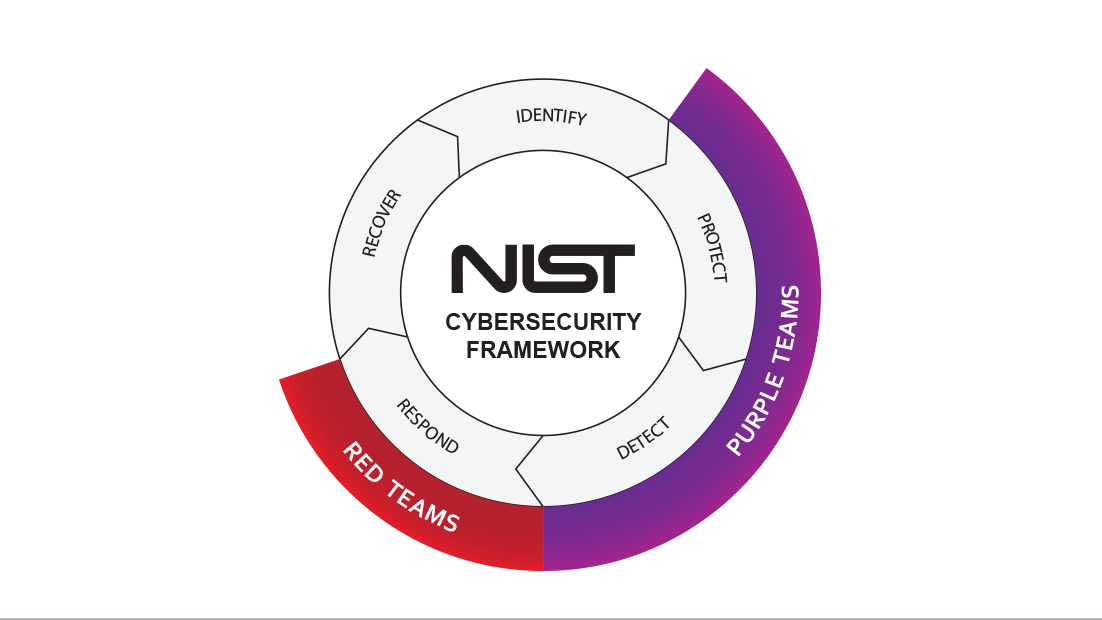 IDENTIFY
PROTECT
DETECT
RESPOND
RECOVER
NIST
CYBERSECURITY
FRAMEWORK
PURPLE TEAMS
RED TEAMS